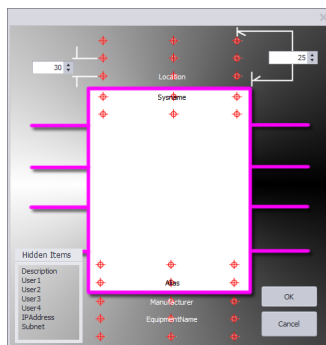 25
30
Location
Sysname
Hidden Items
Description
User1
User2
User3
User4
IPAddress
Subnet
Alias
Manufacturer
EquipmentName
OK
Cancel